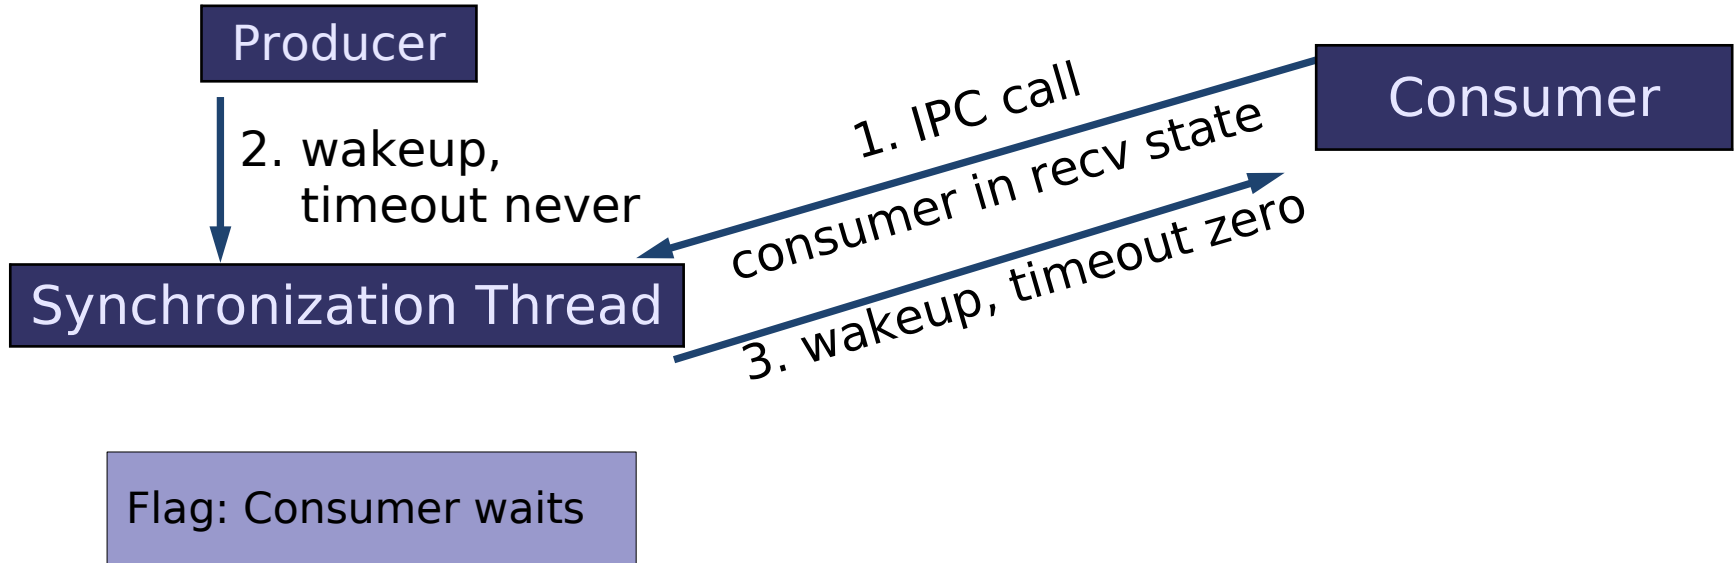 Producer
Consumer
1. IPC call
consumer in recv state
2. wakeup,
timeout never
3. wakeup, timeout zero
Synchronization Thread
Flag: Consumer waits